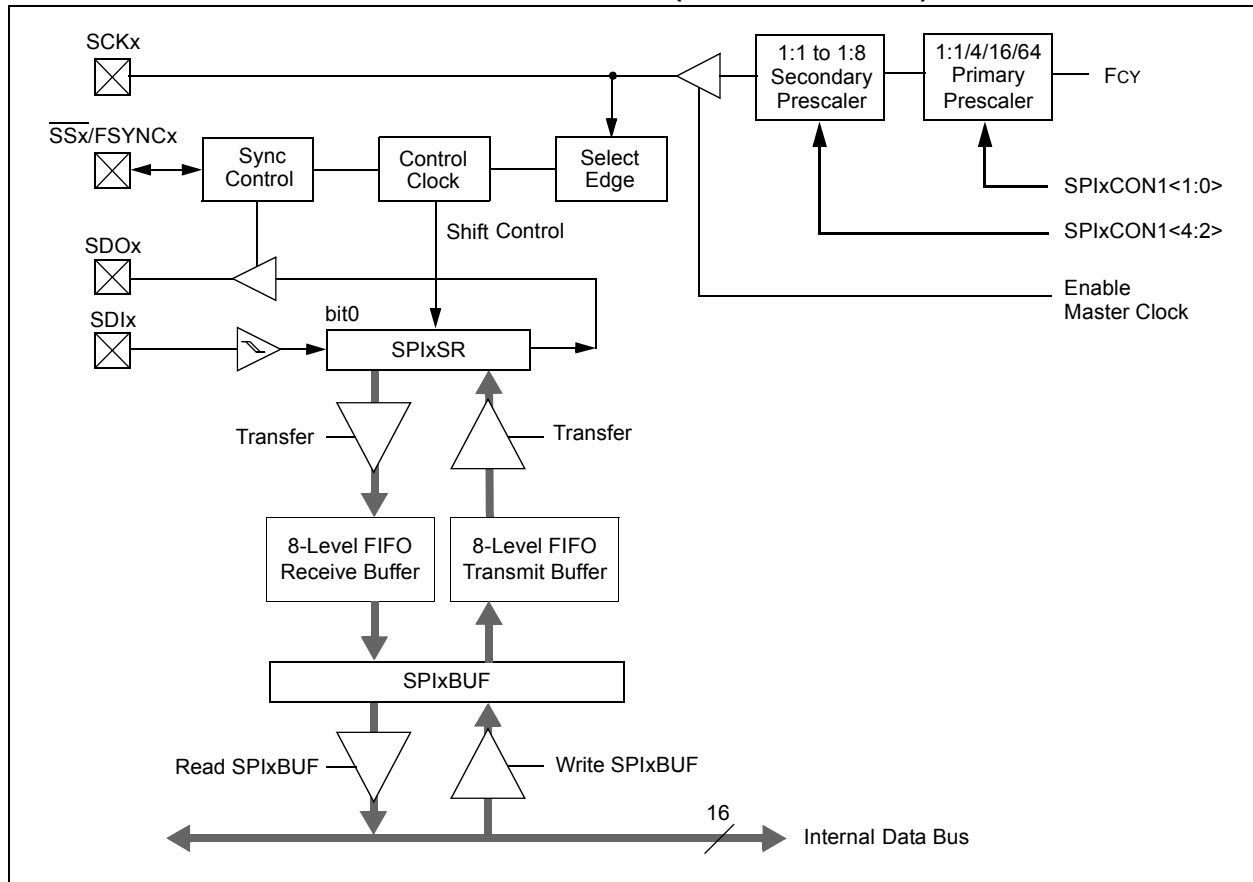 SCKx
1:1 to 1:8
Secondary
Prescaler
1:1/4/16/64
Primary
Prescaler
FCY
SSx/FSYNCx
Sync
Control
Control
Clock
Select
Edge
SPIxCON1<1:0>
SPIxCON1<4:2>
Shift Control
SDOx
Enable
Master Clock
SDIx
bit0
SPIxSR
Transfer
Transfer
8-Level FIFO
Receive Buffer
8-Level FIFO
Transmit Buffer
SPIxBUF
Read SPIxBUF
Write SPIxBUF
16
Internal Data Bus